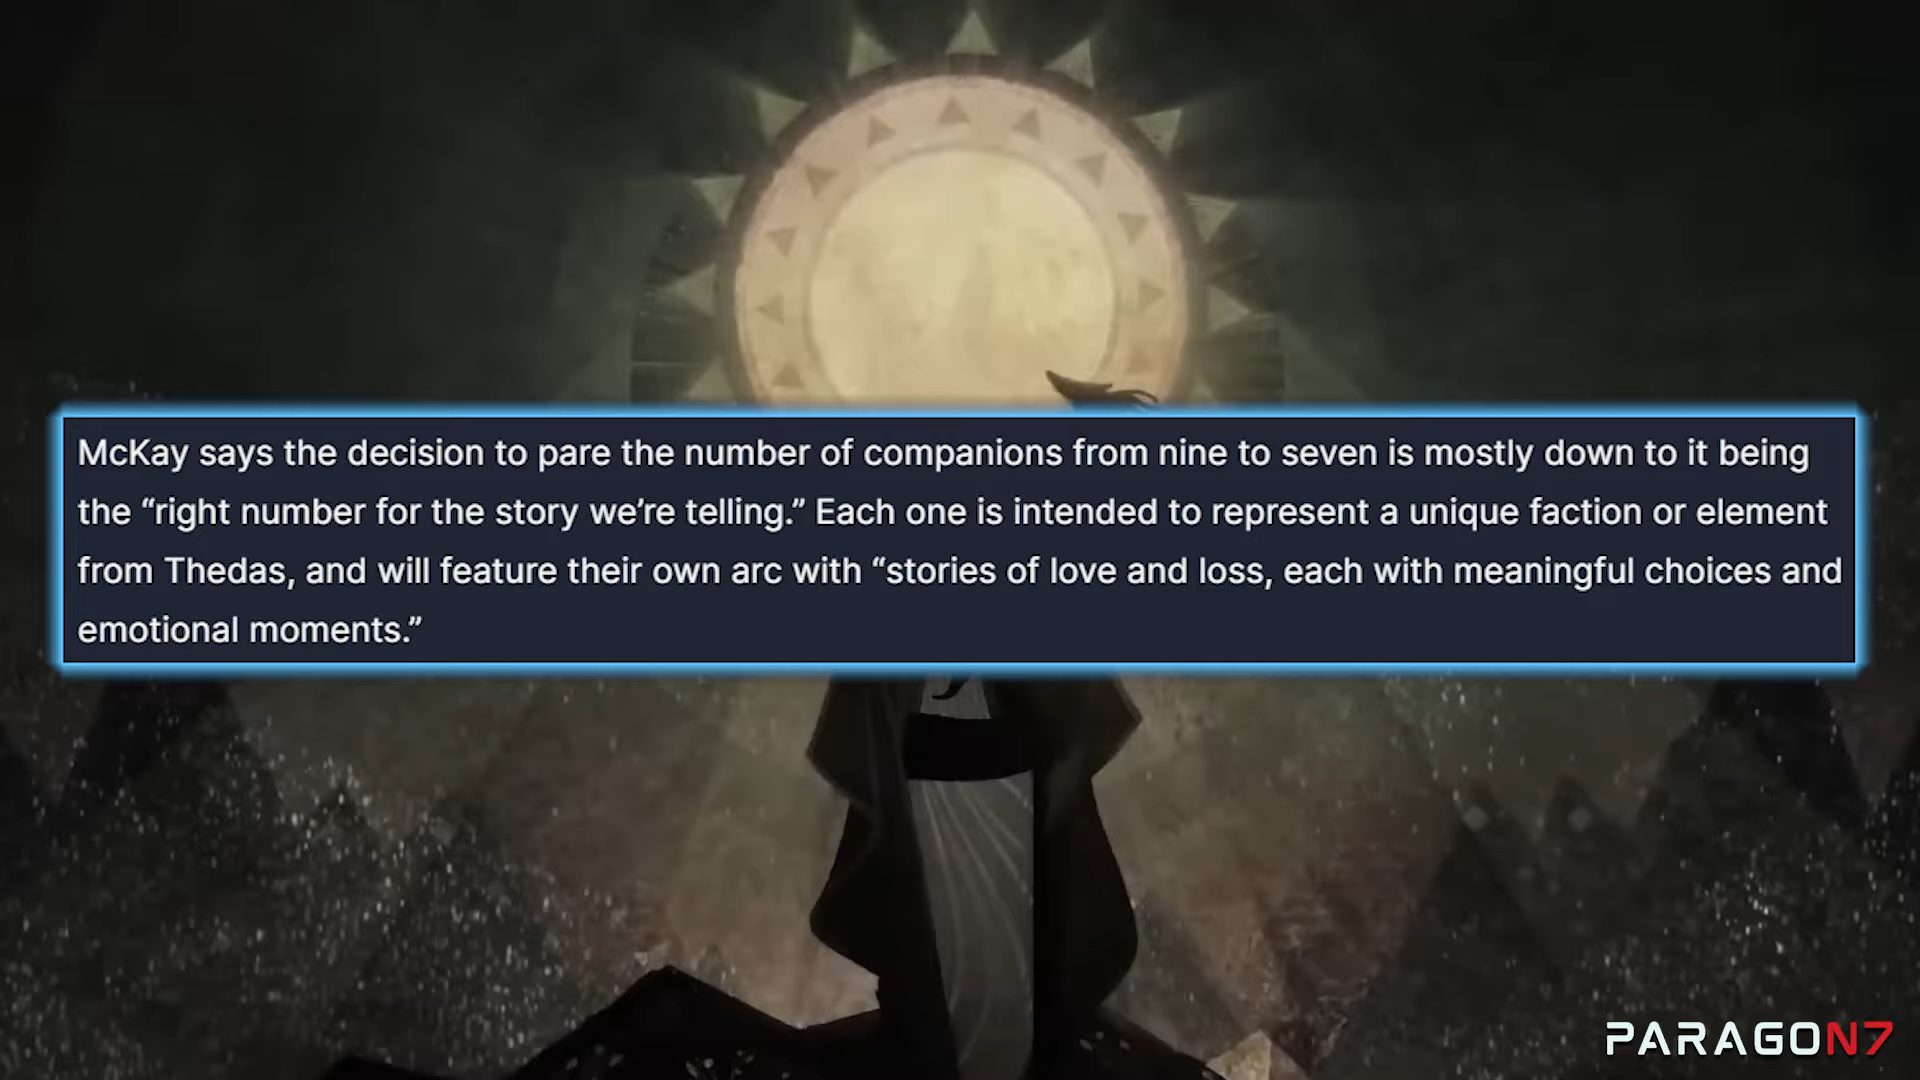 McKay says the decision to pare the number of companions from nine to seven is mostly down to it being
the “right number for the story we’re telling.” Each one is intended to represent a unique faction or element
from Thedas, and will feature their own arc with “stories of love and loss, each with meaningful choices and
emotional moments.”
PARAGON7